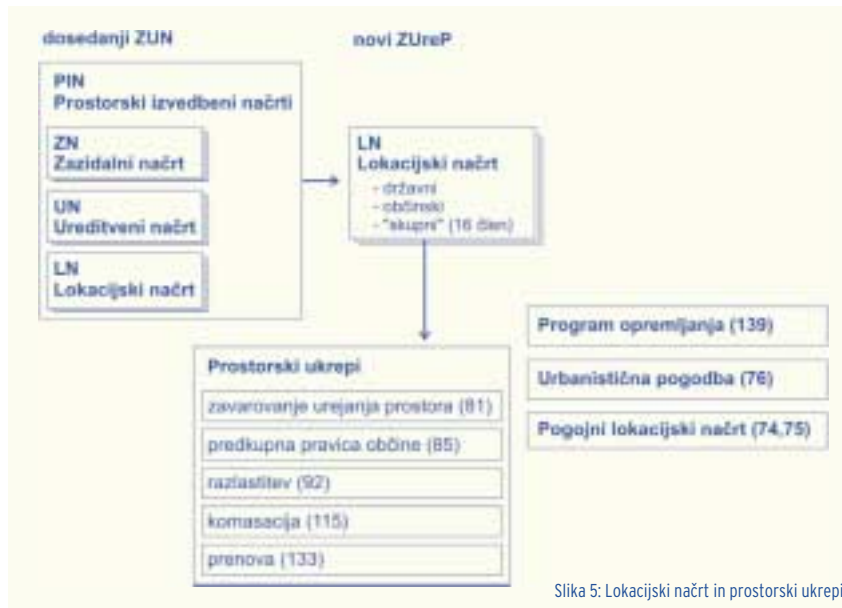 dosedanji ZUN
novi ZUreP
PIN
Prostorski izvedbeni načrti
ZN
Zazidalni načrt
UN
Ureditveni načrt
LN
Lokacijski načrt
LN
Lokacijski načrt
- državni
- občinski
- "skupni" (16 člen)
Prostorski ukrepi
zavarovanje urejanja prostora (81)
predkupna pravica občine (85)
razlastitev (92)
komasacija (115)
prenova (133)
Program opremljanja (139)
Urbanistična pogodba (76)
Pogojni lokacijski načrt (74,75)
Slika 5: Lokacijski načrt in prostorski ukrepi